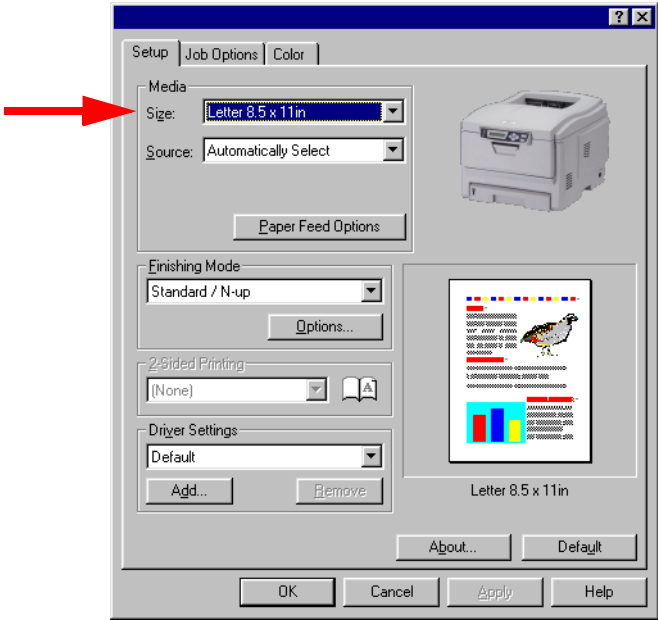 Setup
Job Options
Color
Media
Size:
Letter 8.5 x 11in
Source:
Automatically Select
Paper Feed Options
Finishing Mode
Standard / N-up
Options...
2-Sided Printing
(None)
A
Driver Settings
Default
Add...
Remove
Letter 8.5 x 11in
About...
Default
OK
Cancel
Apply
Help